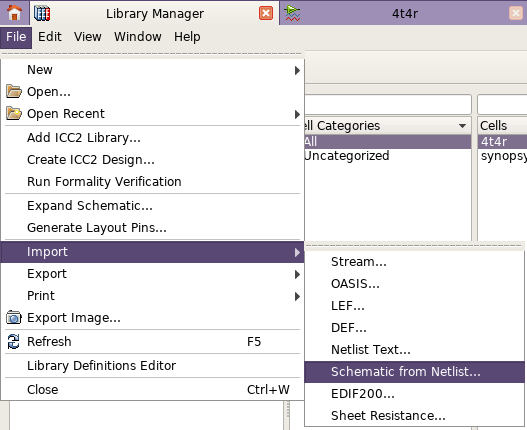 Library Manager
4t4r
File Edit View Window Help
New
Open...
Open Recent
Add ICC2 Library...
Create ICC2 Design...
Run Formality Verification
Expand Schematic...
Generate Layout Pins...
Import
Export
Print
Export Image...
Refresh F5
Library Definitions Editor
Close Ctrl+W
ell Categories
All
Uncategorized
Cells
4t4r
synopsy
Stream...
OASIS...
LEF...
DEF...
Netlist Text...
Schematic from Netlist...
EDIF200...
Sheet Resistance...